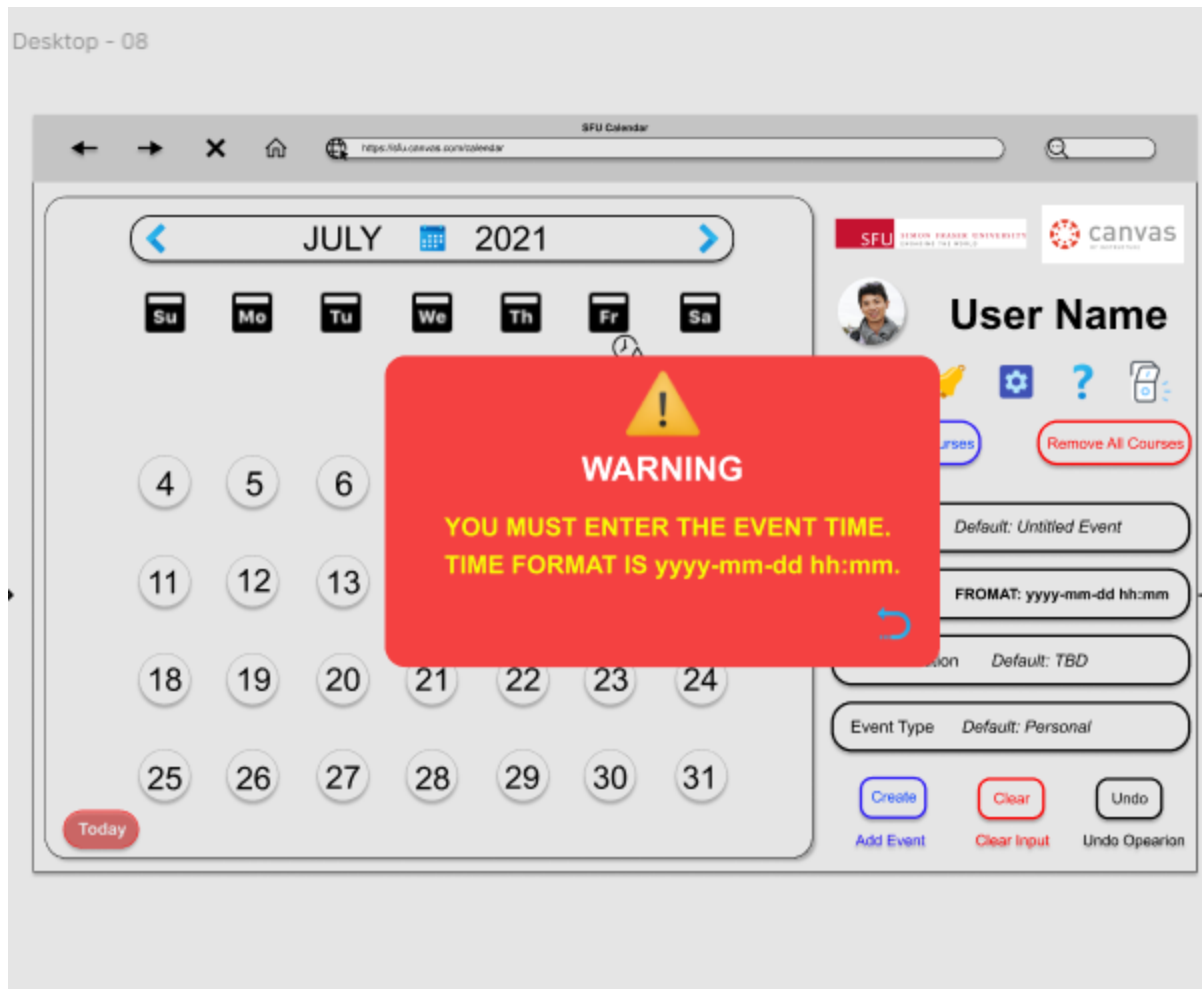 Desktop - 08
SFU Calendar
https://sfu.canvas.com/calendar
JULY 2021
SFU SIMON FRASER UNIVERSITY
canvas
Su Mo Tu We Th Fr Sa
User Name
WARNING
YOU MUST ENTER THE EVENT TIME.
TIME FORMAT IS yyyy-mm-dd hh:mm.
urses
Remove All Courses
4 5 6
Default: Untitled Event
11 12 13
FROMAT: yyyy-mm-dd hh:mm
tion Default: TBD
18 19 20 21 22 23 24
Event Type Default: Personal
25 26 27 28 29 30 31
Create Clear Undo
Today
Add Event Clear Input Undo Opearion